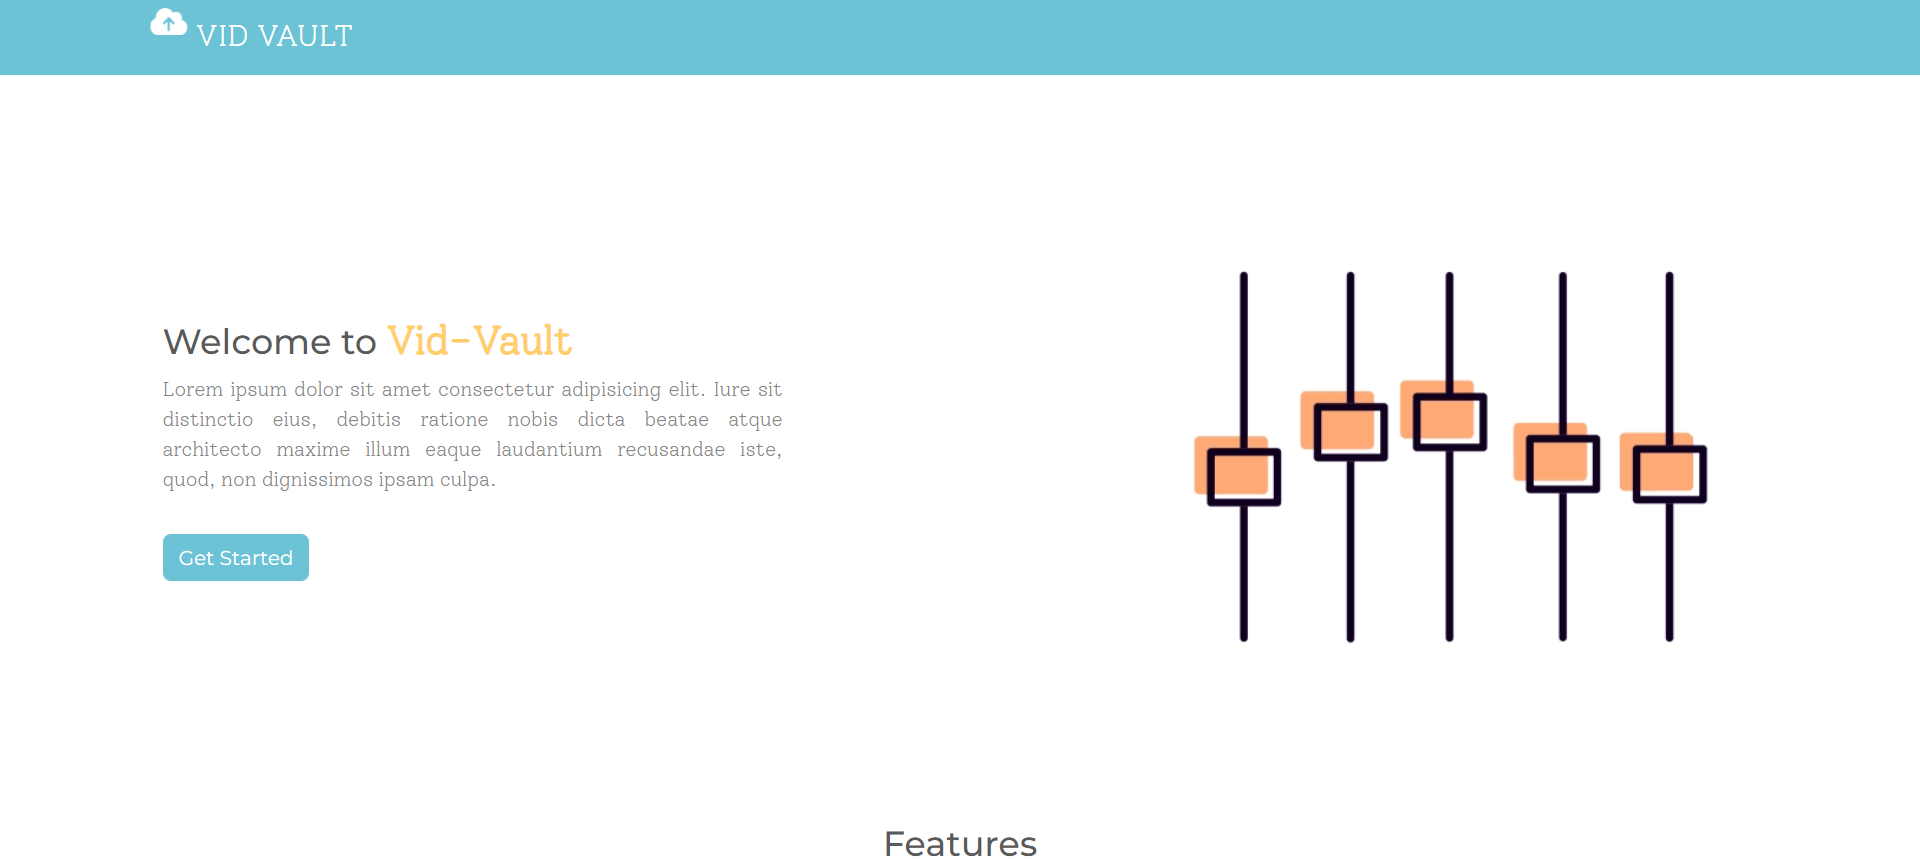 VID VAULT
Welcome to Vid-Vault
Lorem ipsum dolor sit amet consectetur adipisicing elit. Iure sit
distinctio eius, debitis ratione nobis dicta beatae atque
architecto maxime illum eaque laudantium recusandae iste,
quod, non dignissimos ipsam culpa.
Get Started
Features